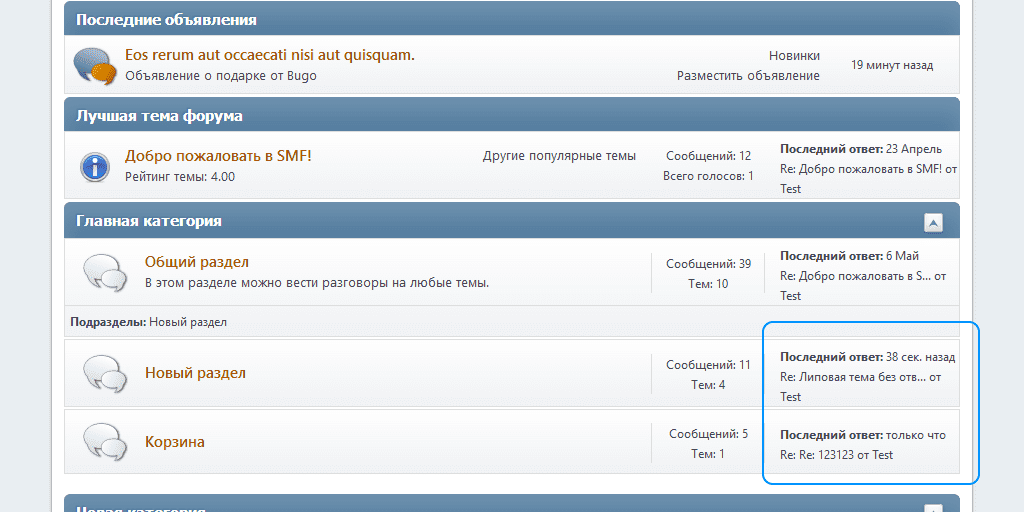 Последние объявления
Eos rerum aut occaecati nisi aut quisquam.
Объявление о подарке от Bugo
Новинки
Разместить объявление
19 минут назад
Лучшая тема форума
Добро пожаловать в SMF!
Рейтинг темы: 4.00
Другие популярные темы
Сообщений: 12
Всего голосов: 1
Последний ответ: 23 Апрель
Re: Добро пожаловать в SMF! от
Test
Главная категория
Общий раздел
В этом разделе можно вести разговоры на любые темы.
Сообщений: 39
Тем: 10
Последний ответ: 6 Май
Re: Добро пожаловать в S... от
Test
Подразделы: Новый раздел
Новый раздел
Сообщений: 11
Тем: 4
Последний ответ: 38 сек. назад
Re: Липовая тема без отв... от
Test
Корзина
Сообщений: 5
Тем: 1
Последний ответ: только что
Re: Re: 123123 от Test
Новая категория